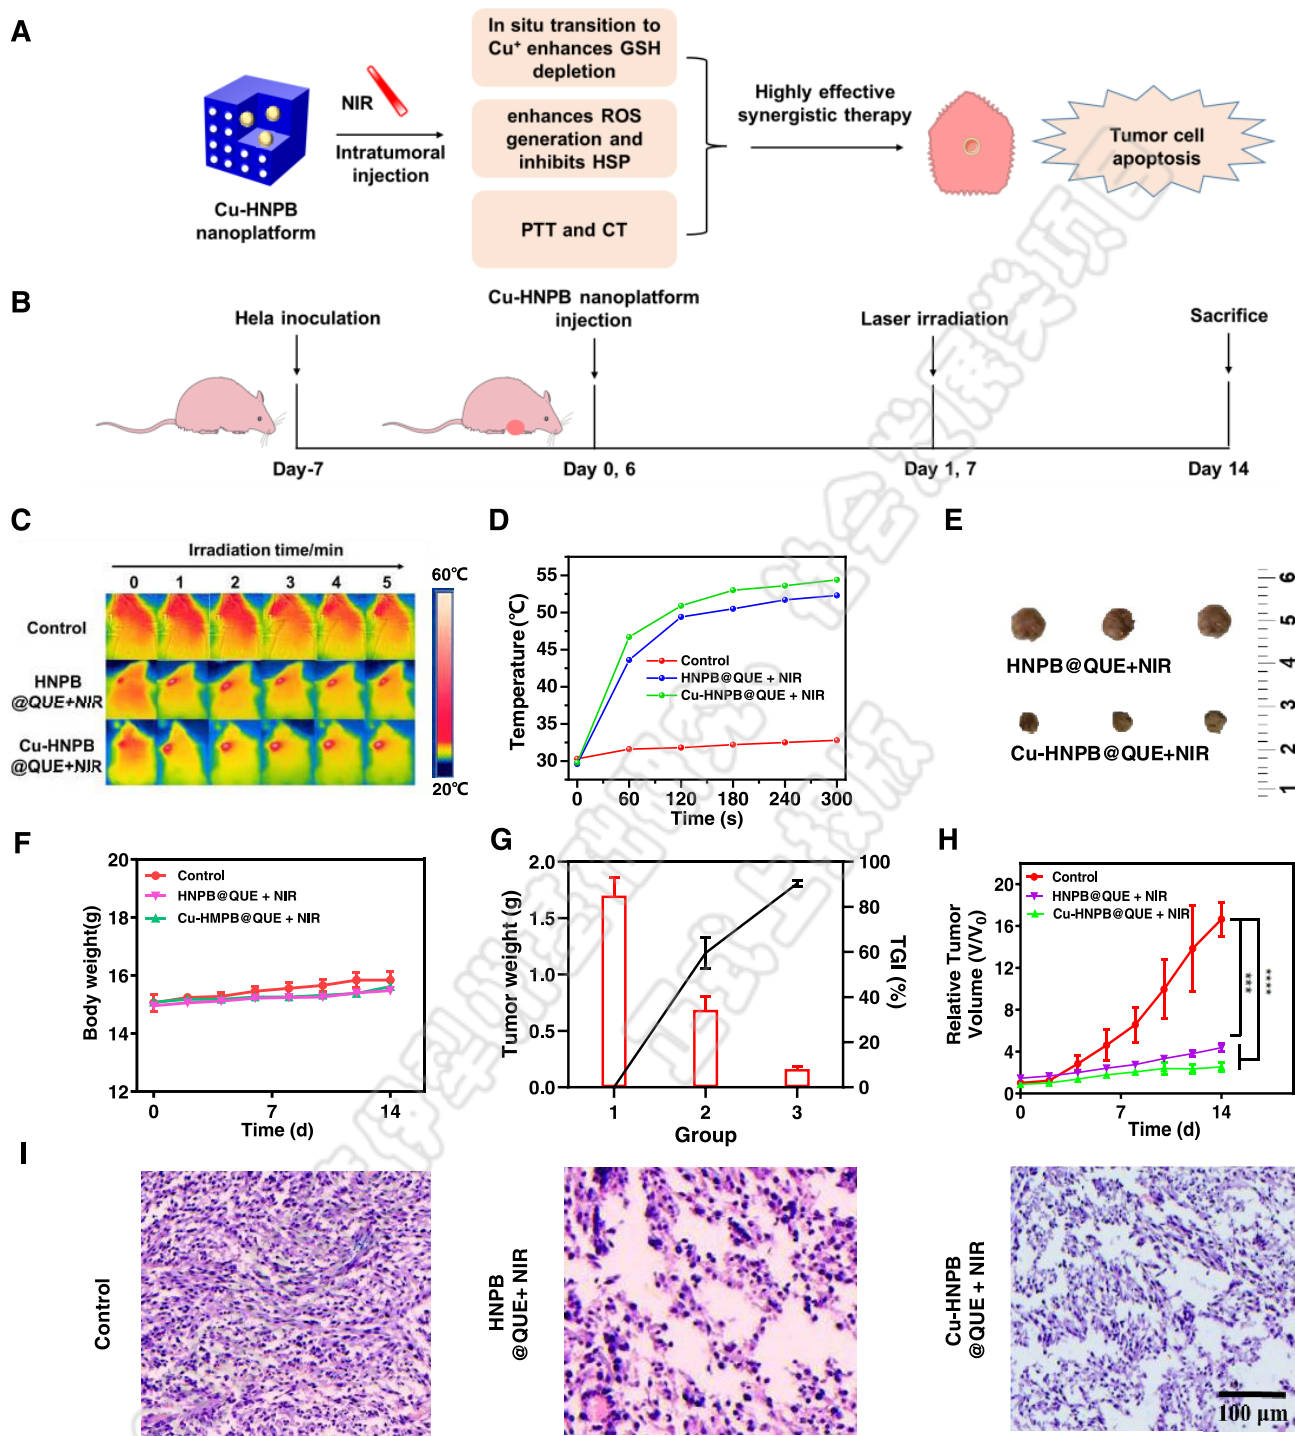 A
In situ transition to
Cu⁺ enhances GSH
depletion
NIR
Intratumoral
injection
enhances ROS
generation and
inhibits HSP
Highly effective
synergistic therapy
Tumor cell
apoptosis
Cu-HNPB
nanoplatform
PTT and CT
B
Hela inoculation
Cu-HNPB nanoplatform
injection
Laser irradiation
Sacrifice
Day-7
Day 0, 6
Day 1, 7
Day 14
C
Irradiation time/min
0 1 2 3 4 5
Control
HNPB
@QUE+NIR
Cu-HNPB
@QUE+NIR
60℃
20℃
D
Temperature (℃)
55
50
45
40
35
30
Control
HNPB@QUE + NIR
Cu-HNPB@QUE + NIR
0 60 120 180 240 300
Time (s)
E
HNPB@QUE+NIR
Cu-HNPB@QUE+NIR
6
5
4
3
2
1
F
Body weight(g)
20
18
16
14
12
Control
HNPB@QUE + NIR
Cu-HMPB@QUE + NIR
0 7 14
Time (d)
G
Tumor weight (g)
2.0
1.5
1.0
0.5
0.0
100
80
60
40
20
0
TGI (%)
1 2 3
Group
H
Relative Tumor
Volume (V/V₀)
20
16
12
8
4
0
Control
HNPB@QUE + NIR
Cu-HNPB@QUE + NIR
***
****
0 7 14
Time (d)
I
Control
HNPB
@QUE+ NIR
Cu-HNPB
@QUE + NIR
100 μm